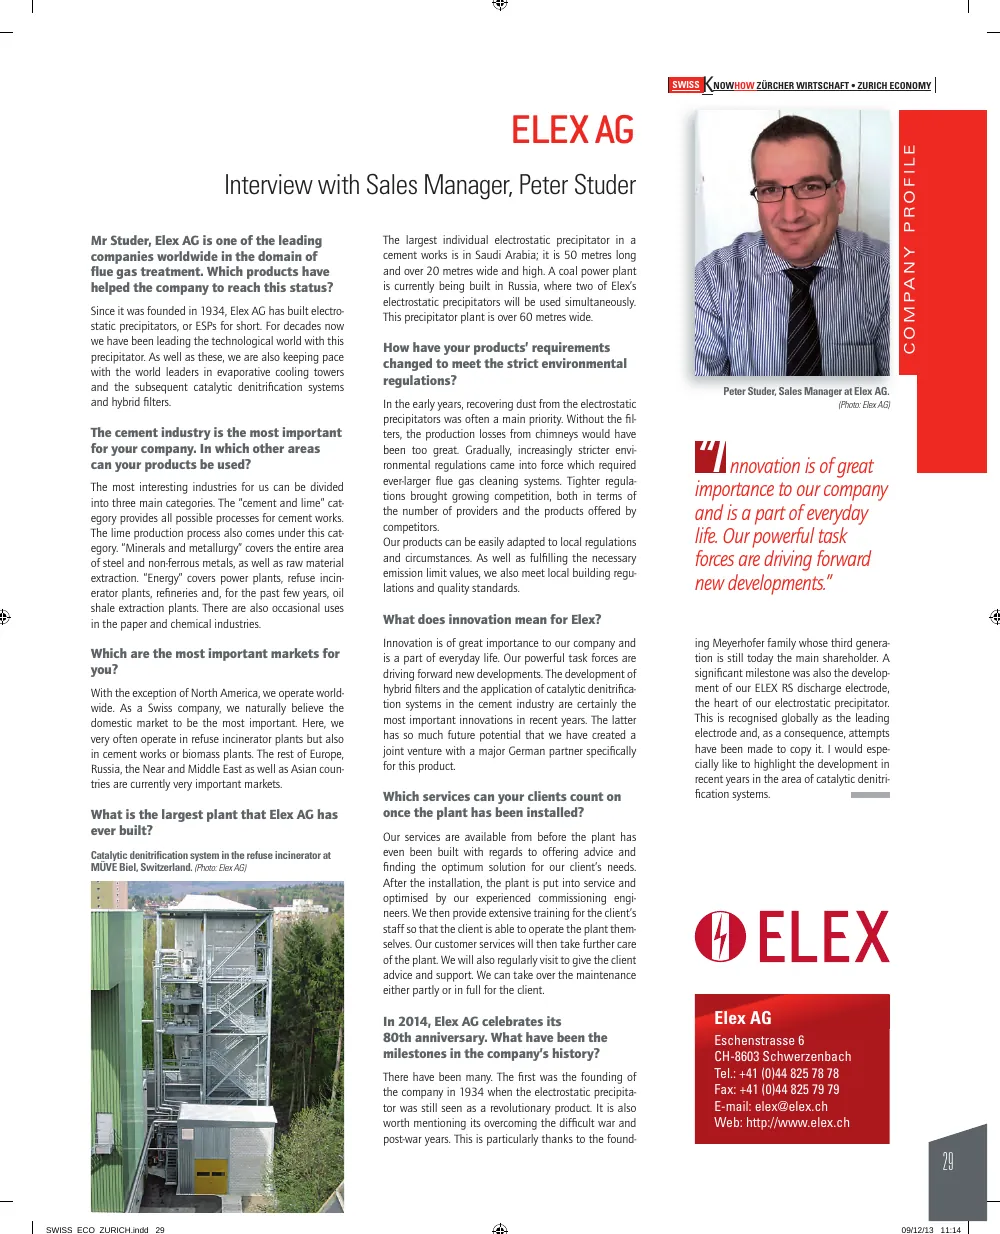 SWISS KNOWHOW ZÜRCHER WIRTSCHAFT • ZURICH ECONOMY
ELEX AG
Interview with Sales Manager, Peter Studer
Mr Studer, Elex AG is one of the leading
companies worldwide in the domain of
flue gas treatment. Which products have
helped the company to reach this status?
Since it was founded in 1934, Elex AG has built electro-
static precipitators, or ESPs for short. For decades now
we have been leading the technological world with this
precipitator. As well as these, we are also keeping pace
with the world leaders in evaporative cooling towers
and the subsequent catalytic denitrification systems
and hybrid filters.
The cement industry is the most important
for your company. In which other areas
can your products be used?
The most interesting industries for us can be divided
into three main categories. The “cement and lime” cat-
egory provides all possible processes for cement works.
The lime production process also comes under this cat-
egory. “Minerals and metallurgy” covers the entire area
of steel and non-ferrous metals, as well as raw material
extraction. “Energy” covers power plants, refuse incin-
erator plants, refineries and, for the past few years, oil
shale extraction plants. There are also occasional uses
in the paper and chemical industries.
Which are the most important markets for
you?
With the exception of North America, we operate world-
wide. As a Swiss company, we naturally believe the
domestic market to be the most important. Here, we
very often operate in refuse incinerator plants but also
in cement works or biomass plants. The rest of Europe,
Russia, the Near and Middle East as well as Asian coun-
tries are currently very important markets.
What is the largest plant that Elex AG has
ever built?
Catalytic denitrification system in the refuse incinerator at
MÜVE Biel, Switzerland. (Photo: Elex AG)
The largest individual electrostatic precipitator in a
cement works is in Saudi Arabia; it is 50 metres long
and over 20 metres wide and high. A coal power plant
is currently being built in Russia, where two of Elex’s
electrostatic precipitators will be used simultaneously.
This precipitator plant is over 60 metres wide.
How have your products’ requirements
changed to meet the strict environmental
regulations?
In the early years, recovering dust from the electrostatic
precipitators was often a main priority. Without the fil-
ters, the production losses from chimneys would have
been too great. Gradually, increasingly stricter envi-
ronmental regulations came into force which required
ever-larger flue gas cleaning systems. Tighter regula-
tions brought growing competition, both in terms of
the number of providers and the products offered by
competitors.
Our products can be easily adapted to local regulations
and circumstances. As well as fulfilling the necessary
emission limit values, we also meet local building regu-
lations and quality standards.
What does innovation mean for Elex?
Innovation is of great importance to our company and
is a part of everyday life. Our powerful task forces are
driving forward new developments. The development of
hybrid filters and the application of catalytic denitrifica-
tion systems in the cement industry are certainly the
most important innovations in recent years. The latter
has so much future potential that we have created a
joint venture with a major German partner specifically
for this product.
Which services can your clients count on
once the plant has been installed?
Our services are available from before the plant has
even been built with regards to offering advice and
finding the optimum solution for our client’s needs.
After the installation, the plant is put into service and
optimised by our experienced commissioning engi-
neers. We then provide extensive training for the client’s
staff so that the client is able to operate the plant them-
selves. Our customer services will then take further care
of the plant. We will also regularly visit to give the client
advice and support. We can take over the maintenance
either partly or in full for the client.
In 2014, Elex AG celebrates its
80th anniversary. What have been the
milestones in the company’s history?
There have been many. The first was the founding of
the company in 1934 when the electrostatic precipita-
tor was still seen as a revolutionary product. It is also
worth mentioning its overcoming the difficult war and
post-war years. This is particularly thanks to the found-
COMPANY PROFILE
Peter Studer, Sales Manager at Elex AG.
(Photo: Elex AG)
“Innovation is of great
importance to our company
and is a part of everyday
life. Our powerful task
forces are driving forward
new developments.”
ing Meyerhofer family whose third genera-
tion is still today the main shareholder. A
significant milestone was also the develop-
ment of our ELEX RS discharge electrode,
the heart of our electrostatic precipitator.
This is recognised globally as the leading
electrode and, as a consequence, attempts
have been made to copy it. I would espe-
cially like to highlight the development in
recent years in the area of catalytic denitri-
fication systems.
ELEX
Elex AG
Eschenstrasse 6
CH-8603 Schwerzenbach
Tel.: +41 (0)44 825 78 78
Fax: +41 (0)44 825 79 79
E-mail: elex@elex.ch
Web: http://www.elex.ch
29
SWISS_ECO_ZURICH.indd 29
09/12/13 11:14